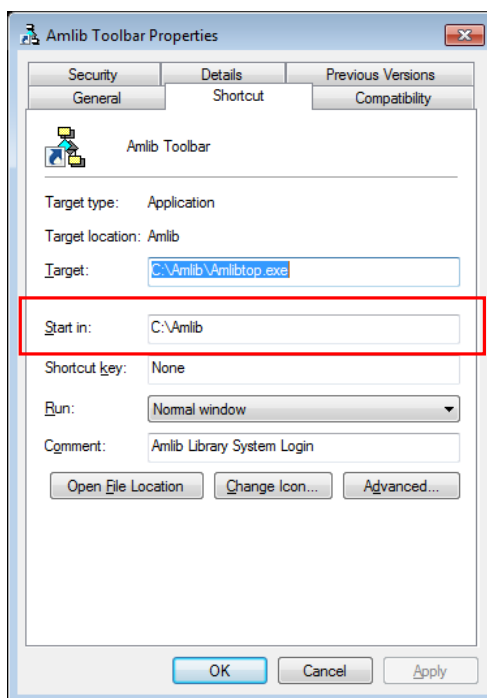 Amlib Toolbar Properties
Security Details Previous Versions
General Shortcut Compatibility
Amlib Toolbar
Target type: Application
Target location: Amlib
Target: C:\Amlib\Amlibtop.exe
Start in: C:\Amlib
Shortcut key: None
Run: Normal window
Comment: Amlib Library System Login
Open File Location Change Icon... Advanced...
OK Cancel Apply